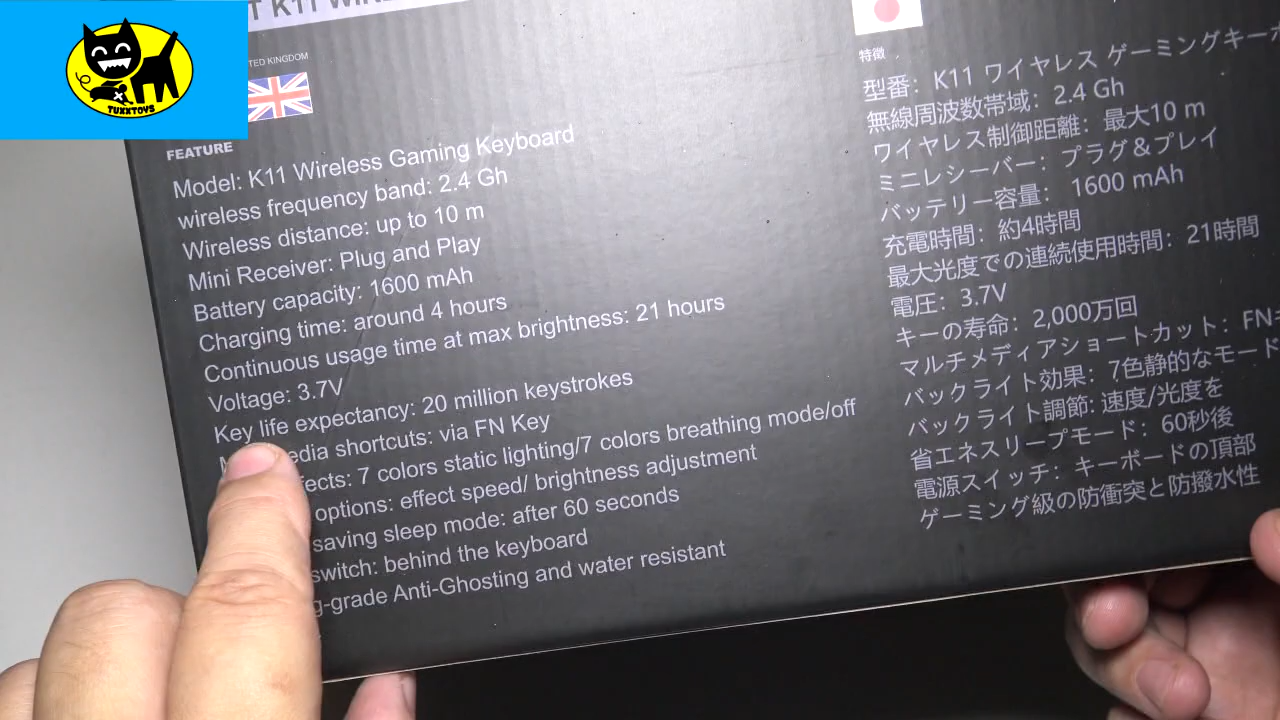 TUXXTOYS
T K11
TED KINGDOM
FEATURE
Model: K11 Wireless Gaming Keyboard
wireless frequency band: 2.4 Gh
Wireless distance: up to 10 m
Mini Receiver: Plug and Play
Battery capacity: 1600 mAh
Charging time: around 4 hours
Continuous usage time at max brightness: 21 hours
Voltage: 3.7V
Key life expectancy: 20 million keystrokes
edia shortcuts: via FN Key
fects: 7 colors static lighting/7 colors breathing mode/off
options: effect speed/ brightness adjustment
saving sleep mode: after 60 seconds
switch: behind the keyboard
g-grade Anti-Ghosting and water resistant
特徴
型番: K11 ワイヤレス ゲーミングキーボ
無線周波数帯域: 2.4 Gh
ワイヤレス制御距離: 最大10 m
ミニレシーバー: プラグ&プレイ
バッテリー容量: 1600 mAh
充電時間: 約4時間
最大光度での連続使用時間: 21時間
電圧: 3.7V
キーの寿命: 2,000万回
マルチメディアショートカット: FNキ
バックライト効果: 7色静的なモード
バックライト調節: 速度/光度を
省エネスリープモード: 60秒後
電源スイッチ: キーボードの頂部
ゲーミング級の防衝突と防撥水性